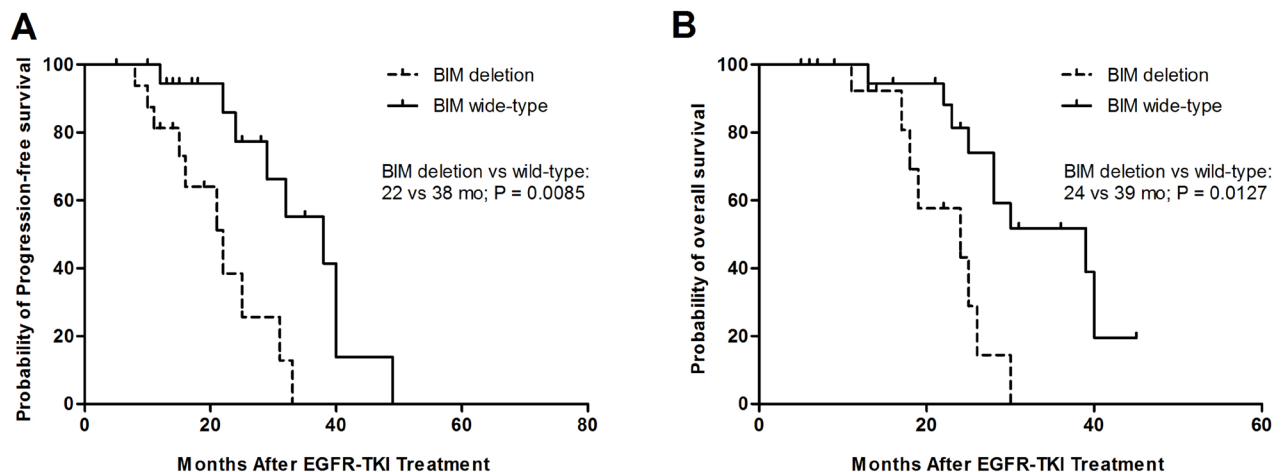 A
Probability of Progression-free survival
100
80
60
40
20
0
0 20 40 60 80
Months After EGFR-TKI Treatment
BIM deletion
BIM wide-type
BIM deletion vs wild-type:
22 vs 38 mo; P = 0.0085
B
Probability of overall survival
100
80
60
40
20
0
0 20 40 60
Months After EGFR-TKI Treatment
BIM deletion
BIM wide-type
BIM deletion vs wild-type:
24 vs 39 mo; P = 0.0127